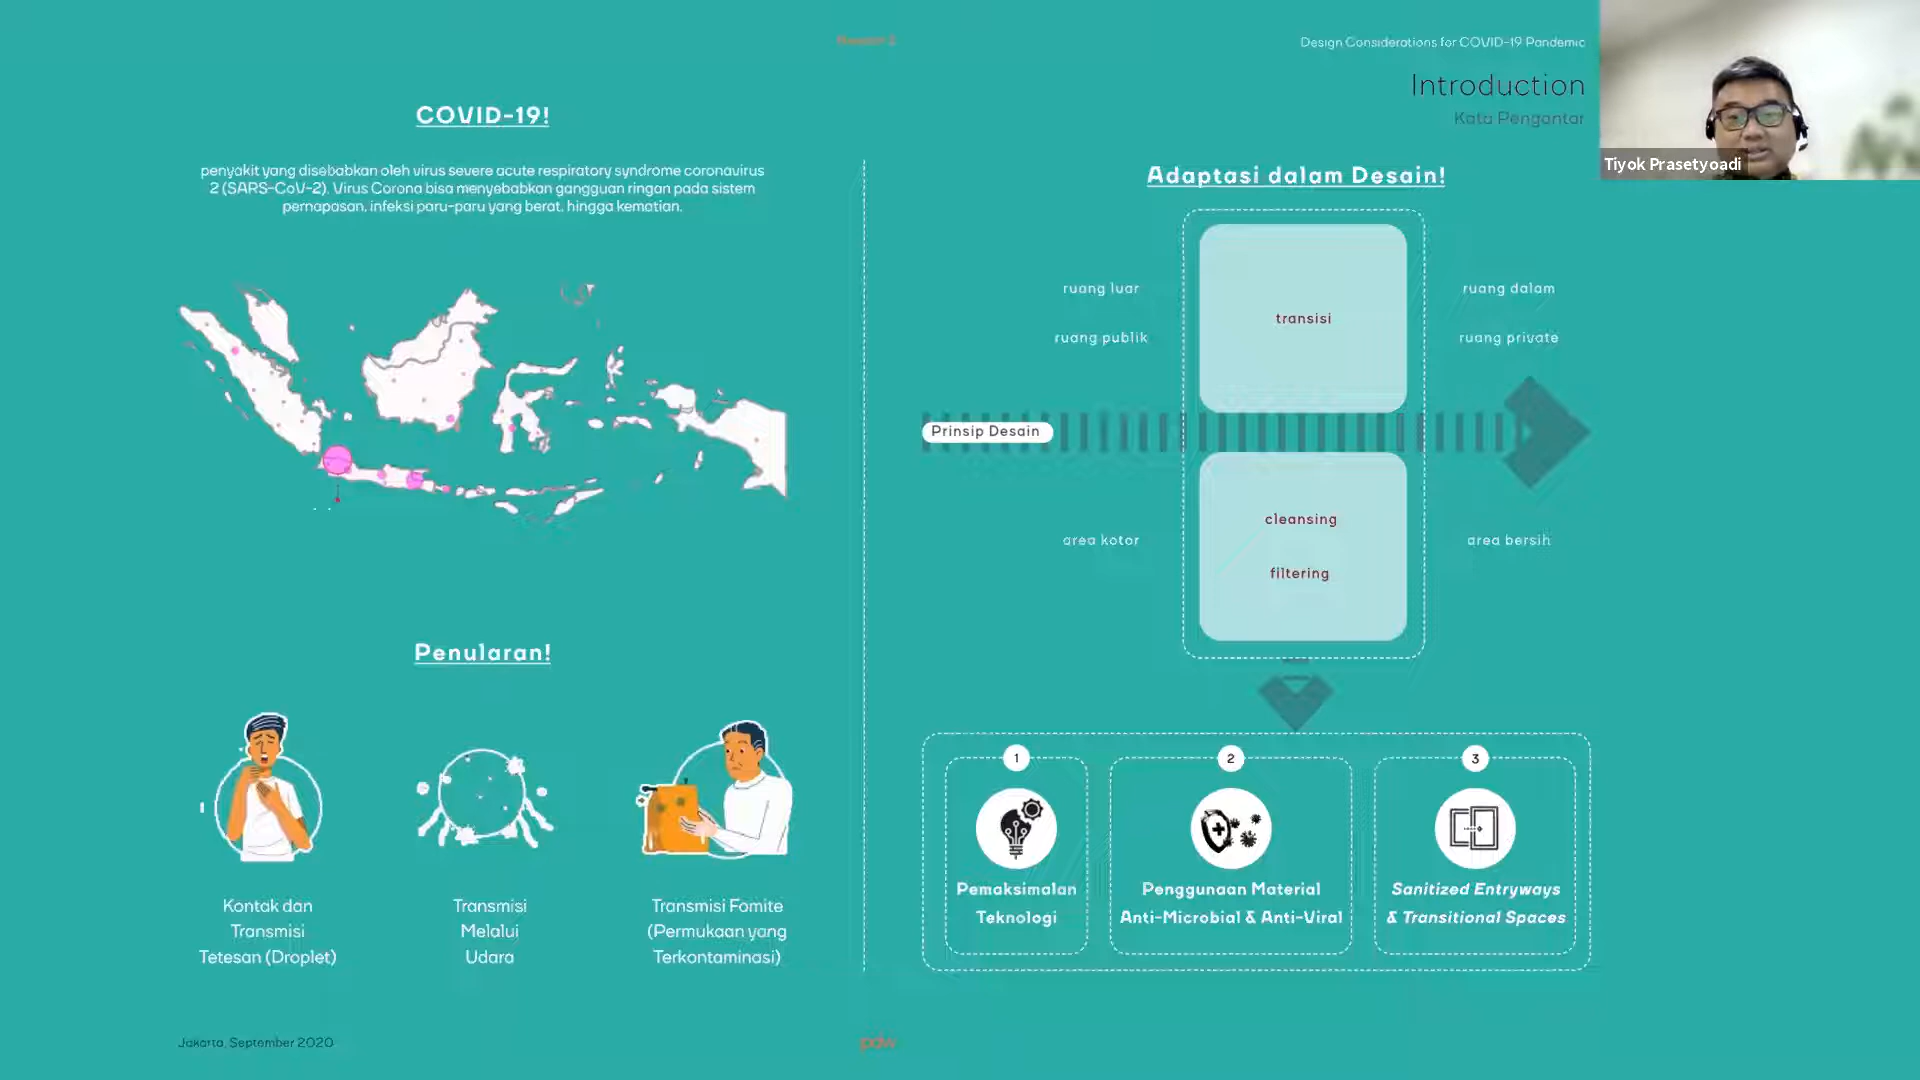 Design Considerations for COVID-19 Pandemic
Introduction
Kata Pengantar
Tiyok Prasetyoadi
COVID-19!
penyakit yang disebabkan oleh virus severe acute respiratory syndrome coronavirus
2 (SARS-CoV-2). Virus Corona bisa menyebabkan gangguan ringan pada sistem
pernapasan, infeksi paru-paru yang berat, hingga kematian.
Penularan!
Kontak dan
Transmisi
Tetesan (Droplet)
Transmisi
Melalui
Udara
Transmisi Fomite
(Permukaan yang
Terkontaminasi)
Adaptasi dalam Desain!
ruang luar
ruang publik
transisi
ruang dalam
ruang private
Prinsip Desain
area kotor
cleansing
filtering
area bersih
1
Pemaksimalan
Teknologi
2
Penggunaan Material
Anti-Microbial & Anti-Viral
3
Sanitized Entryways
& Transitional Spaces
Jakarta, September 2020
pdw